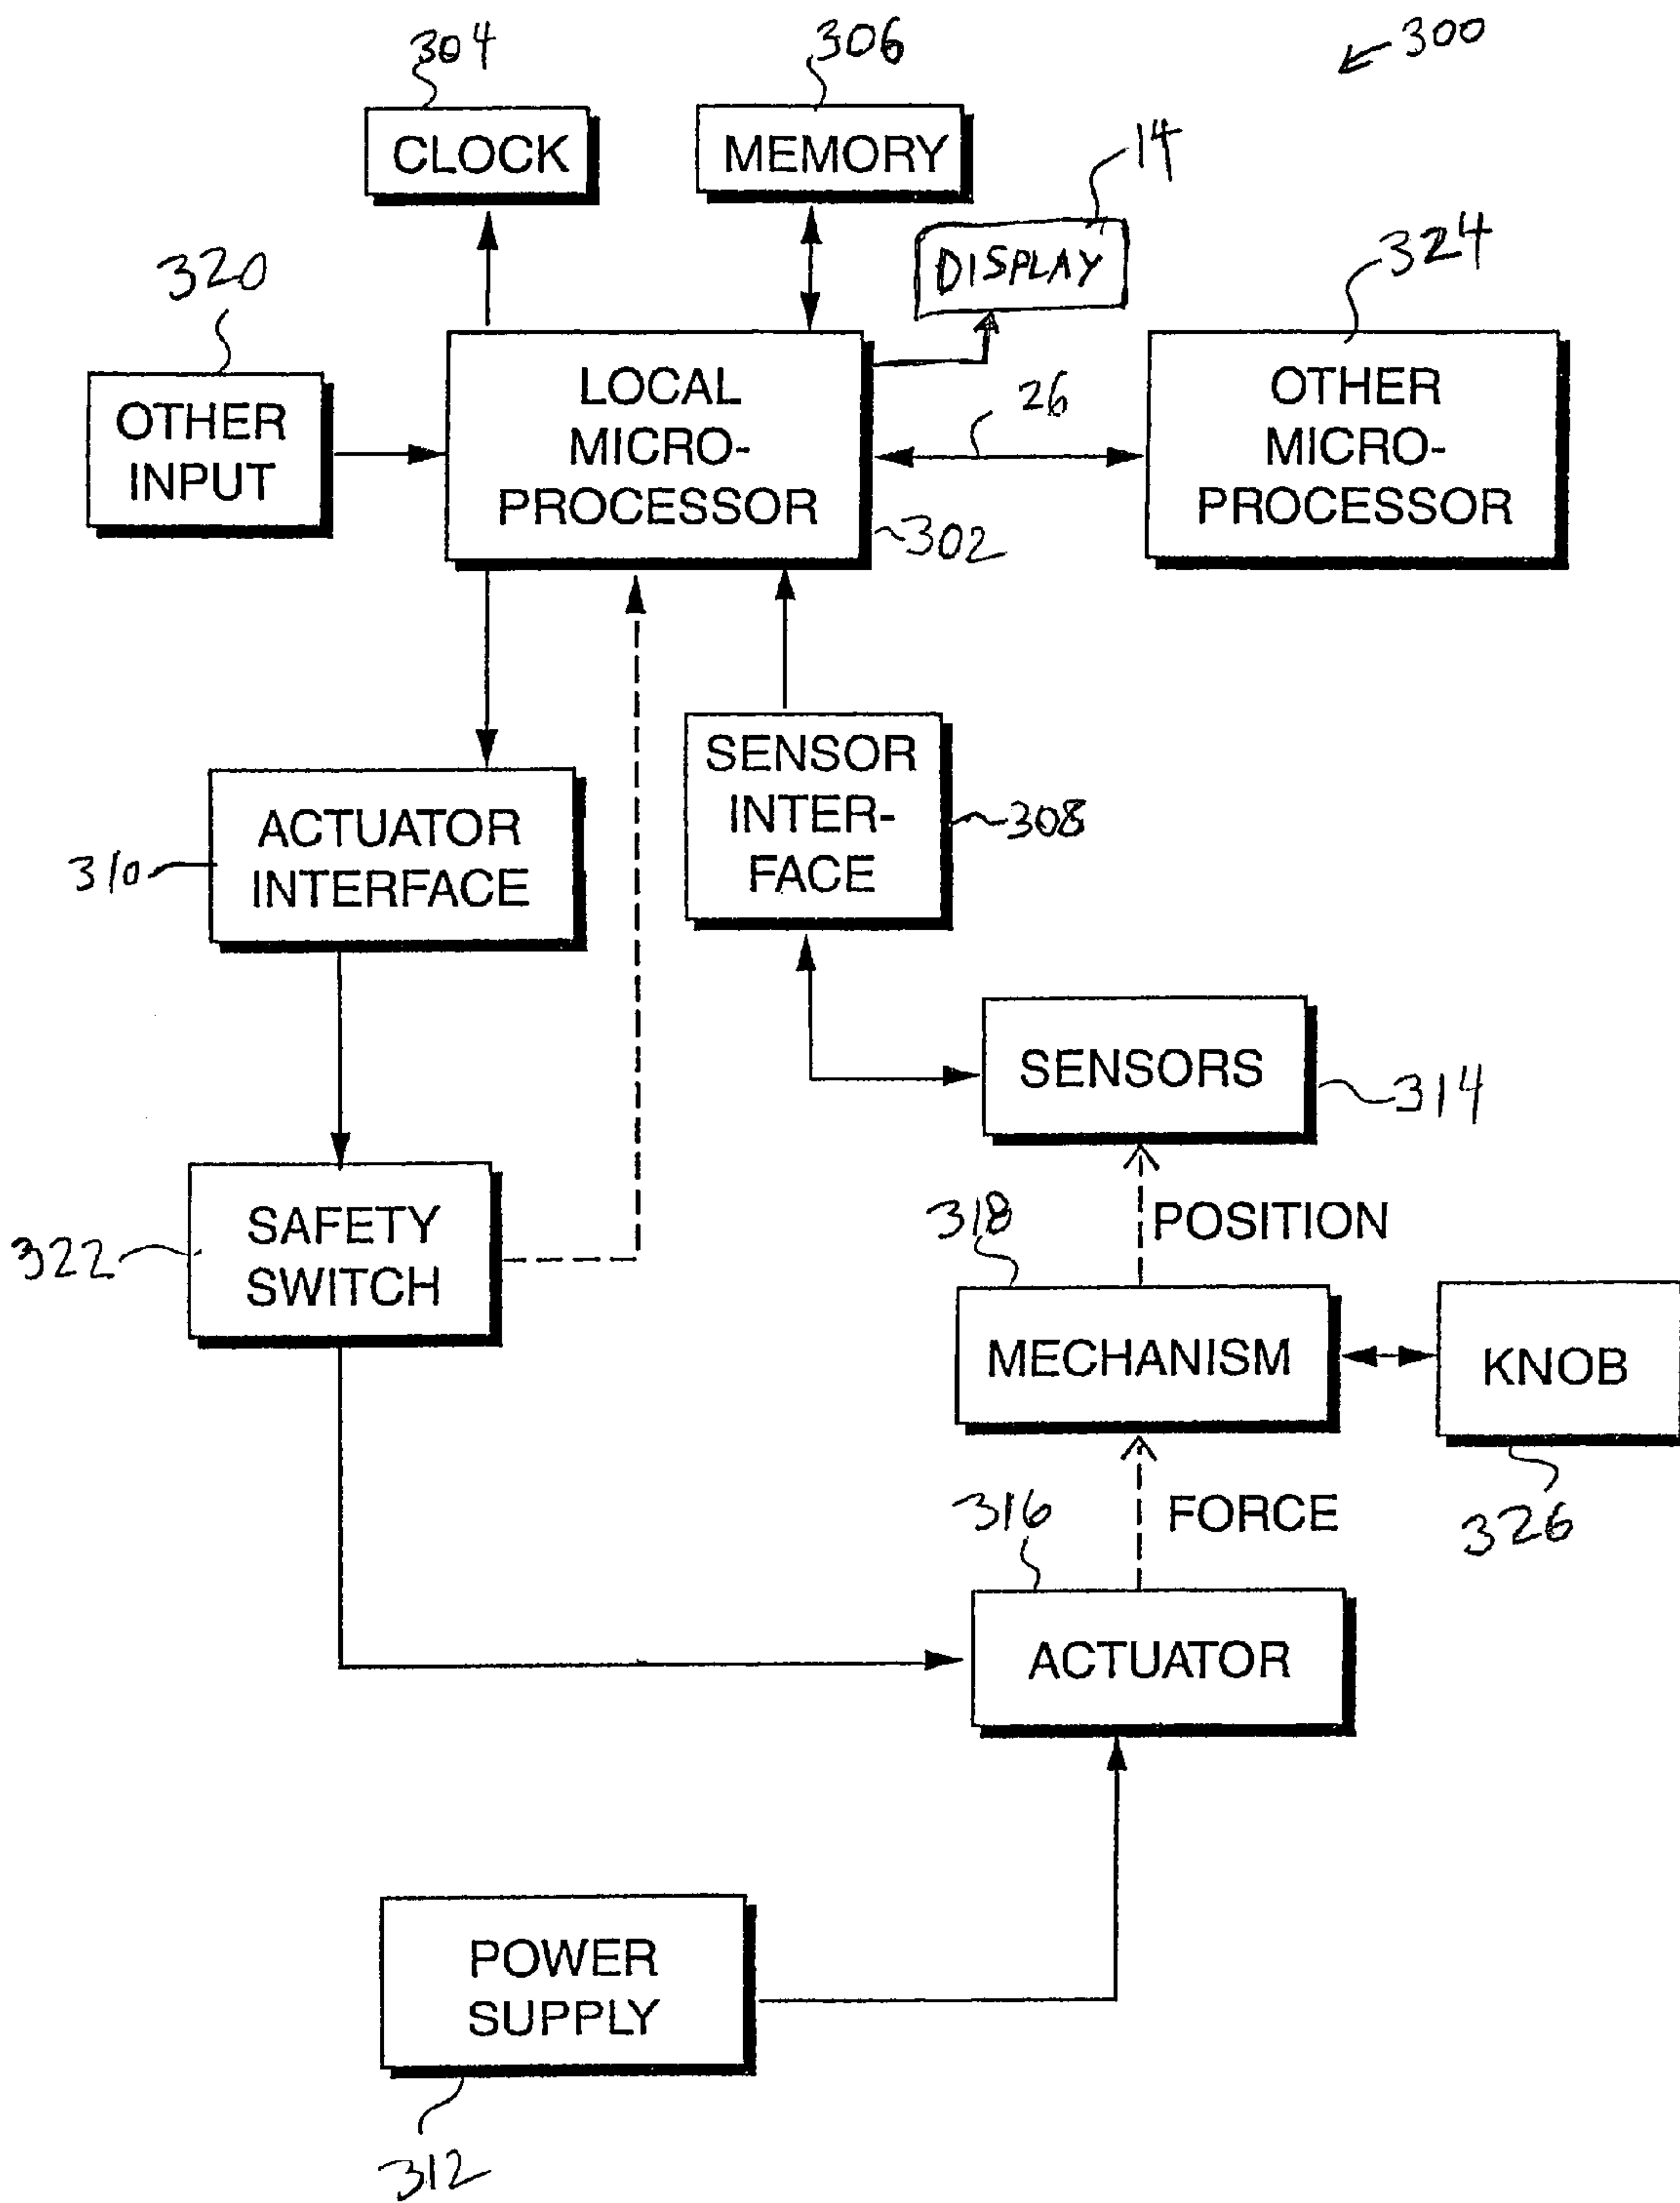 304
306
300
CLOCK
MEMORY
14
320
DISPLAY
324
OTHER
INPUT
LOCAL
MICRO-
PROCESSOR
26
OTHER
MICRO-
PROCESSOR
302
SENSOR
INTER-
FACE
308
ACTUATOR
INTERFACE
310
SENSORS
314
SAFETY
SWITCH
322
318
POSITION
MECHANISM
KNOB
316
FORCE
326
ACTUATOR
POWER
SUPPLY
312